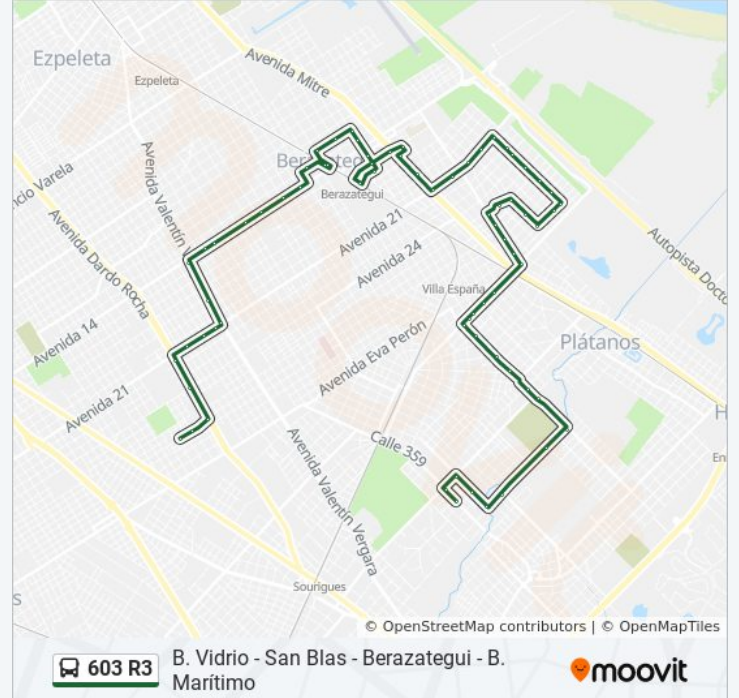 Ezpeleta
Avenida Mitre
Ezpeleta
Berazategui
Avenida Valentín V
cio Varela
Berazategui
Avenida 21
Avenida Dardo Rocha
Avenida 24
Autopista Docto
Villa España
Avenida 14
Plátanos
Avenida Eva Perón
Avenida 21
H
Calle 359
En
Avenida Valentín Vergara
Sourigues
s
© OpenStreetMap contributors | © OpenMapTiles
603 R3
B. Vidrio - San Blas - Berazategui - B.
Marítimo
moovit